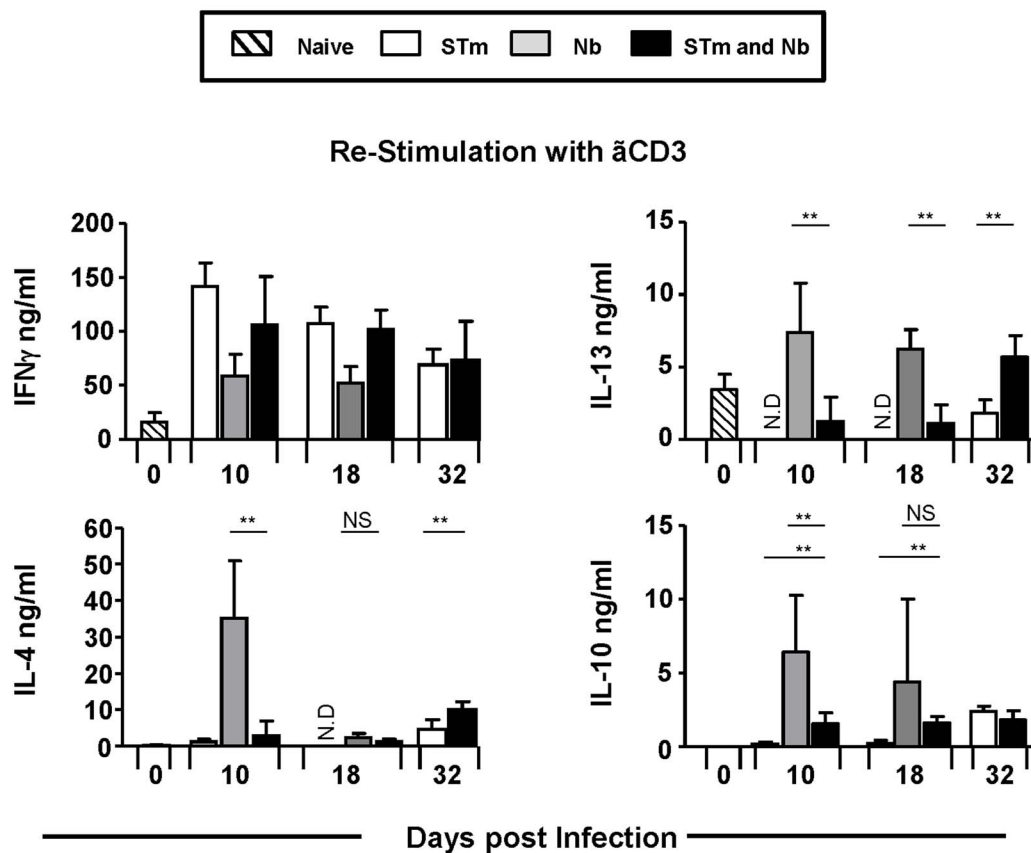 Naive STm Nb STm and Nb
Re-Stimulation with ãCD3
IFNγ ng/ml
200
150
100
50
0
0 10 18 32
IL-13 ng/ml
15
10
5
0
** ** **
N.D N.D
0 10 18 32
IL-4 ng/ml
60
50
40
30
20
10
0
** NS **
N.D
0 10 18 32
IL-10 ng/ml
15
10
5
0
** NS
** **
0 10 18 32
Days post Infection